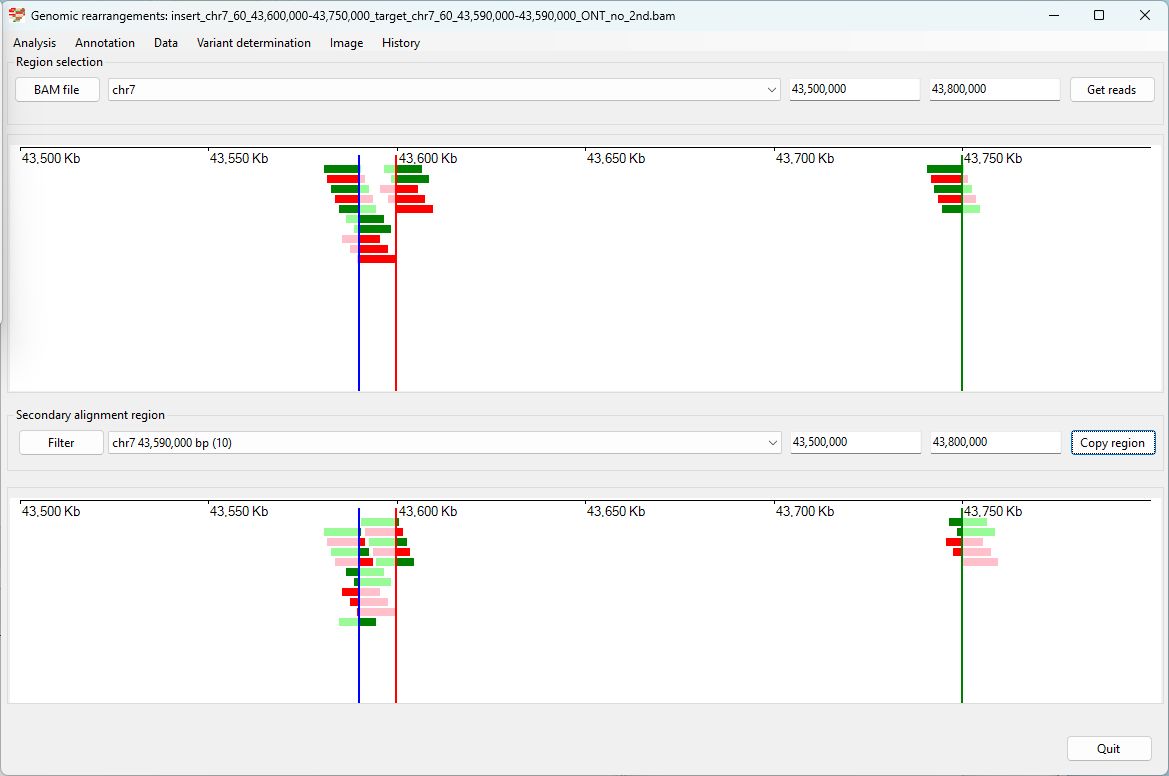 Genomic rearrangements: insert_chr7_60_43,600,000-43,750,000_target_chr7_60_43,590,000-43,590,000_ONT_no_2nd.bam
Analysis Annotation Data Variant determination Image History
Region selection
BAM file chr7 43,500,000 43,800,000 Get reads
43,500 Kb 43,550 Kb 43,600 Kb 43,650 Kb 43,700 Kb 43,750 Kb
Secondary alignment region
Filter chr7 43,590,000 bp (10) 43,500,000 43,800,000 Copy region
43,500 Kb 43,550 Kb 43,600 Kb 43,650 Kb 43,700 Kb 43,750 Kb
Quit